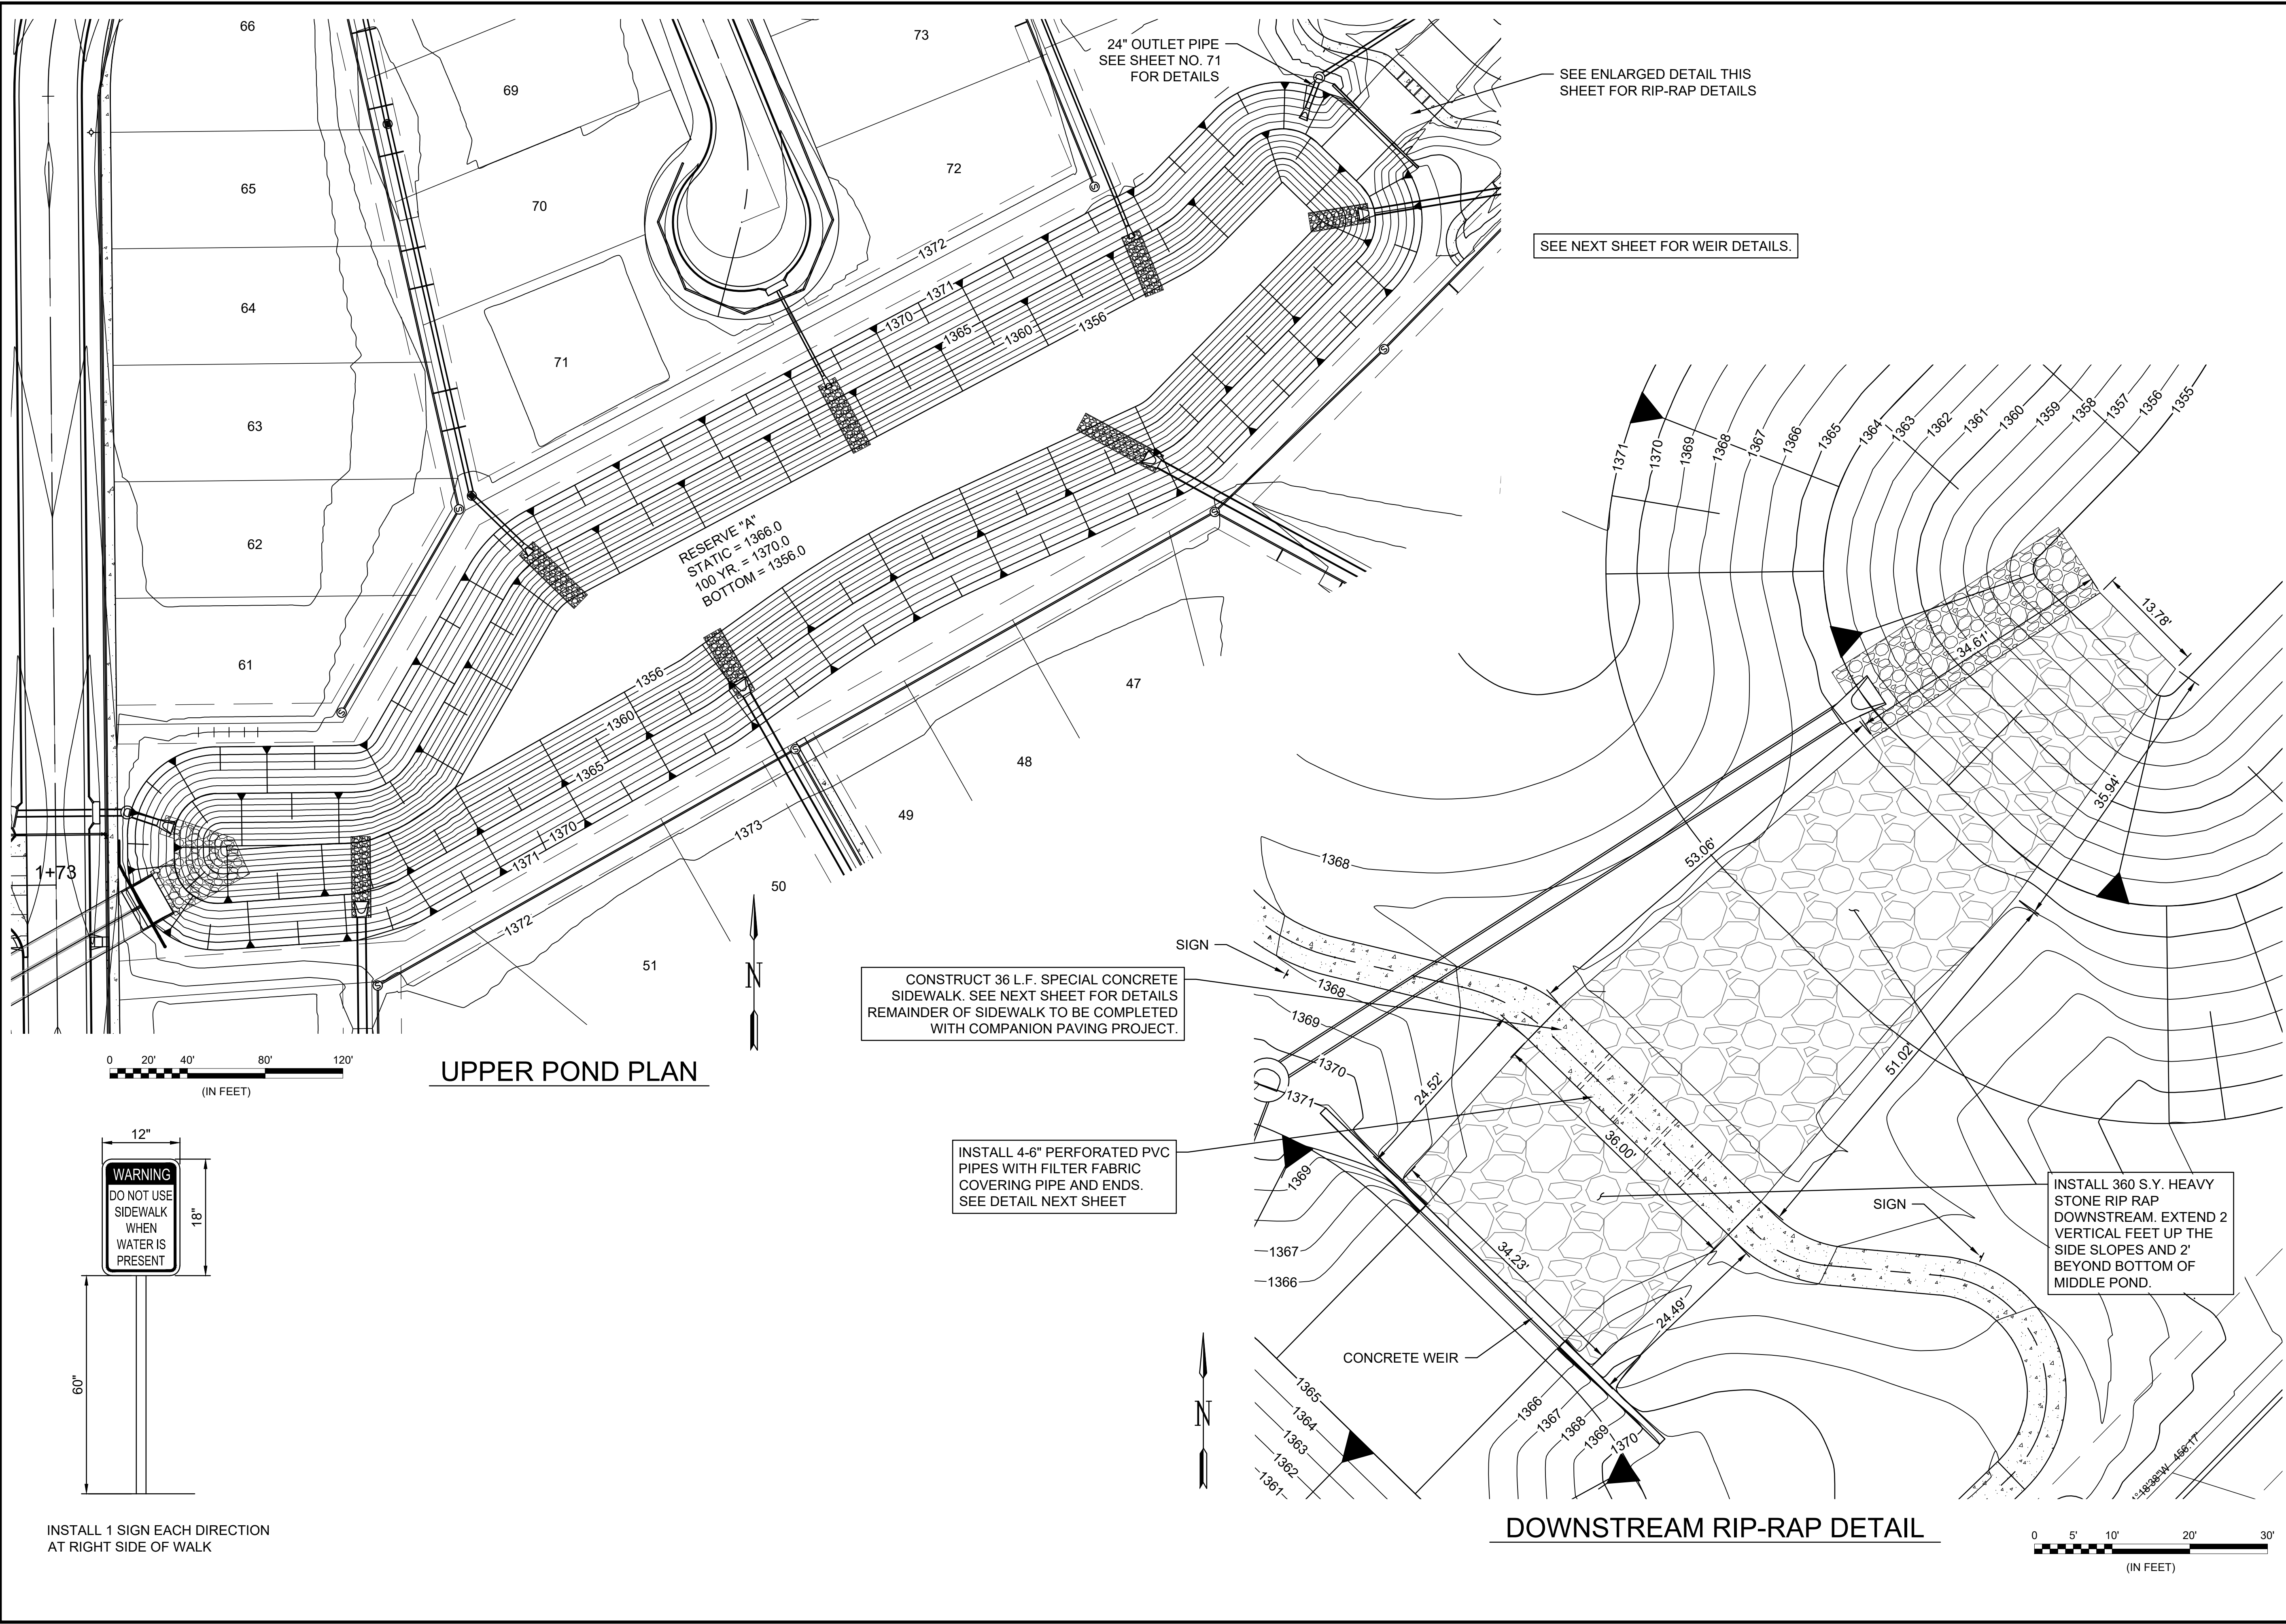 66
69
73
65
70
72
64
71
63
62
61
47
48
49
50
51
24" OUTLET PIPE
SEE SHEET NO. 71
FOR DETAILS
SEE ENLARGED DETAIL THIS
SHEET FOR RIP-RAP DETAILS
SEE NEXT SHEET FOR WEIR DETAILS.
1372
1371
1370
1365
1360
1356
RESERVE "A"
STATIC = 1366.0
100 YR. = 1370.0
BOTTOM = 1356.0
1356
1360
1365
1370
1371
1373
1372
1+73
N
0 20' 40' 80' 120'
(IN FEET)
UPPER POND PLAN
12"
WARNING
DO NOT USE
SIDEWALK
WHEN
WATER IS
PRESENT
18"
60"
INSTALL 1 SIGN EACH DIRECTION
AT RIGHT SIDE OF WALK
1371
1370
1369
1368
1367
1366
1365
1364
1363
1362
1361
1360
1359
1358
1357
1356
1355
13.78'
34.61'
35.94'
53.06'
51.02'
1368
SIGN
1368
1369
1370
1371
CONSTRUCT 36 L.F. SPECIAL CONCRETE
SIDEWALK. SEE NEXT SHEET FOR DETAILS
REMAINDER OF SIDEWALK TO BE COMPLETED
WITH COMPANION PAVING PROJECT.
24.52'
36.00'
INSTALL 4-6" PERFORATED PVC
PIPES WITH FILTER FABRIC
COVERING PIPE AND ENDS.
SEE DETAIL NEXT SHEET
1369
1367
1366
34.23'
24.49'
SIGN
INSTALL 360 S.Y. HEAVY
STONE RIP RAP
DOWNSTREAM. EXTEND 2
VERTICAL FEET UP THE
SIDE SLOPES AND 2'
BEYOND BOTTOM OF
MIDDLE POND.
CONCRETE WEIR
N
1365
1364
1363
1362
1361
1366
1367
1368
1369
1370
18'38"W 456.17'
DOWNSTREAM RIP-RAP DETAIL
0 5' 10' 20' 30'
(IN FEET)